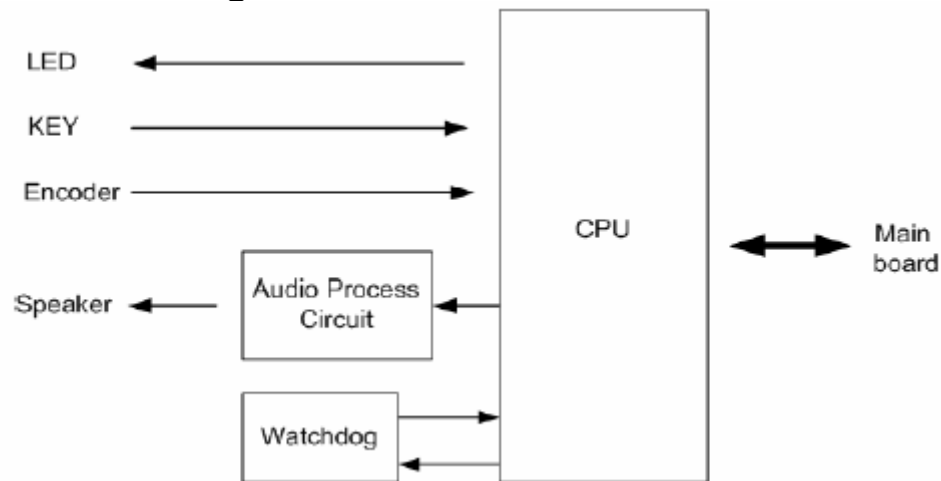 LED
KEY
Encoder
CPU
Main
board
Speaker
Audio Process
Circuit
Watchdog